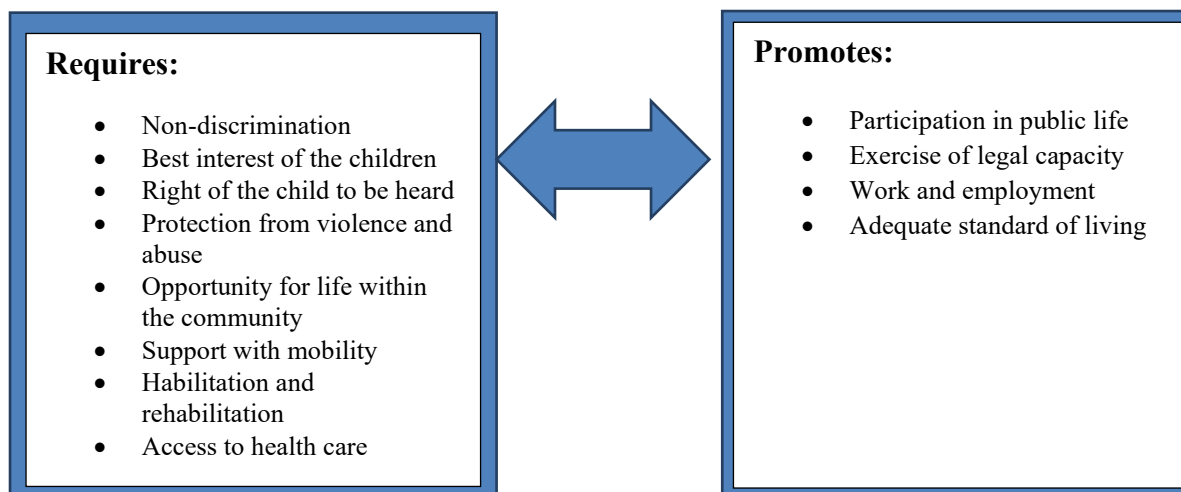 Requires:
• Non-discrimination
• Best interest of the children
• Right of the child to be heard
• Protection from violence and
abuse
• Opportunity for life within
the community
• Support with mobility
• Habilitation and
rehabilitation
• Access to health care
Promotes:
• Participation in public life
• Exercise of legal capacity
• Work and employment
• Adequate standard of living